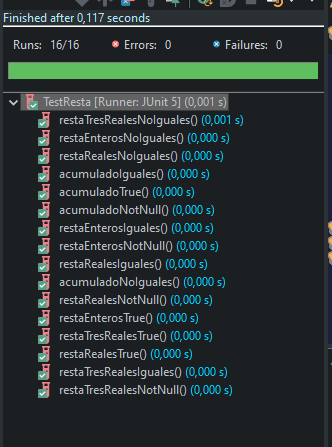 Finished after 0,117 seconds
Runs: 16/16 Errors: 0 Failures: 0
TestResta [Runner: JUnit 5] (0,001 s)
restaTresRealesNoIguales() (0,001 s)
restaEnterosNoIguales() (0,000 s)
restaRealesNoIguales() (0,000 s)
acumuladoIguales() (0,000 s)
acumuladoTrue() (0,000 s)
acumuladoNotNull() (0,000 s)
restaEnterosIguales() (0,000 s)
restaEnterosNotNull() (0,000 s)
restaRealesIguales() (0,000 s)
acumuladoNoIguales() (0,000 s)
restaRealesNotNull() (0,000 s)
restaEnterosTrue() (0,000 s)
restaTresRealesTrue() (0,000 s)
restaRealesTrue() (0,000 s)
restaTresRealesIguales() (0,000 s)
restaTresRealesNotNull() (0,000 s)